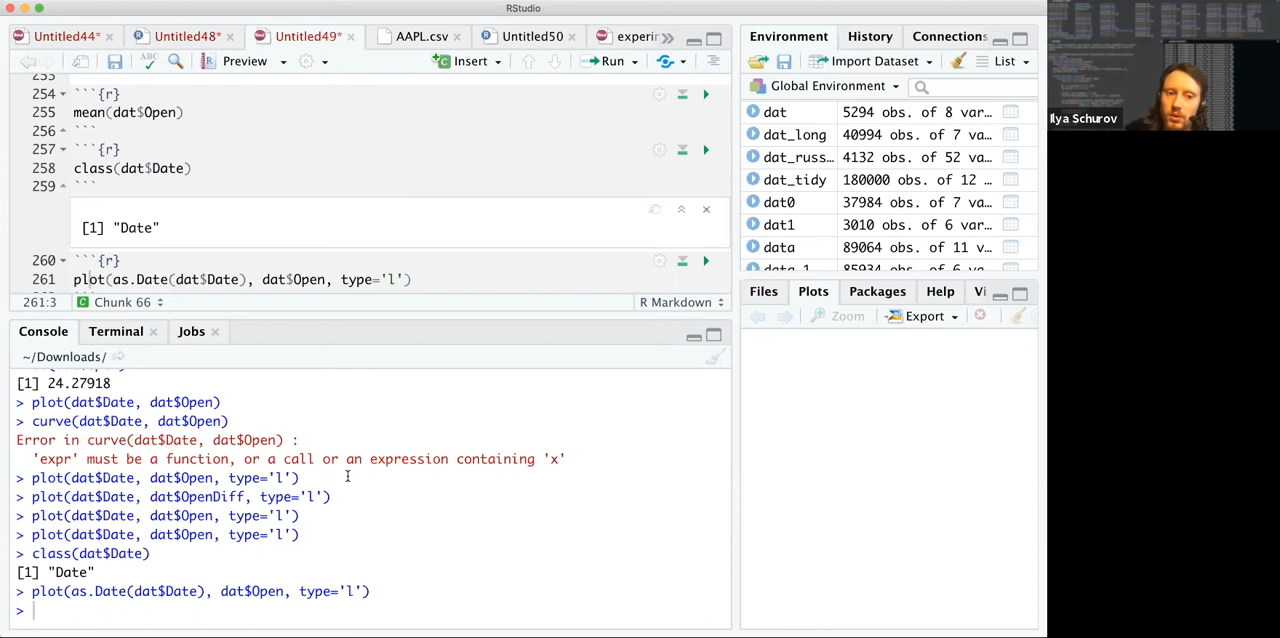 RStudio
Untitled44* × Untitled48* × Untitled49* × AAPL.csv × Untitled50 × experir »
ABC Preview Insert Run
253
254 ```{r}
255 mean(dat$Open)
256 ```
257 ```{r}
258 class(dat$Date)
259 ```
[1] "Date"
260 ```{r}
261 plot(as.Date(dat$Date), dat$Open, type='l')
261:3 C Chunk 66 R Markdown
Console Terminal × Jobs ×
~/Downloads/
[1] 24.27918
> plot(dat$Date, dat$Open)
> curve(dat$Date, dat$Open)
Error in curve(dat$Date, dat$Open) :
'expr' must be a function, or a call or an expression containing 'x'
> plot(dat$Date, dat$Open, type='l')
> plot(dat$Date, dat$OpenDiff, type='l')
> plot(dat$Date, dat$Open, type='l')
> plot(dat$Date, dat$Open, type='l')
> class(dat$Date)
[1] "Date"
> plot(as.Date(dat$Date), dat$Open, type='l')
>
Environment History Connections
Import Dataset List
Global Environment
dat 5294 obs. of 8 var…
dat_long 40994 obs. of 7 va…
dat_russ… 4132 obs. of 52 va…
dat_tidy 180000 obs. of 12 …
dat0 37984 obs. of 7 va…
dat1 3010 obs. of 6 var…
data 89064 obs. of 11 v…
Files Plots Packages Help Vi
Zoom Export
Ilya Schurov